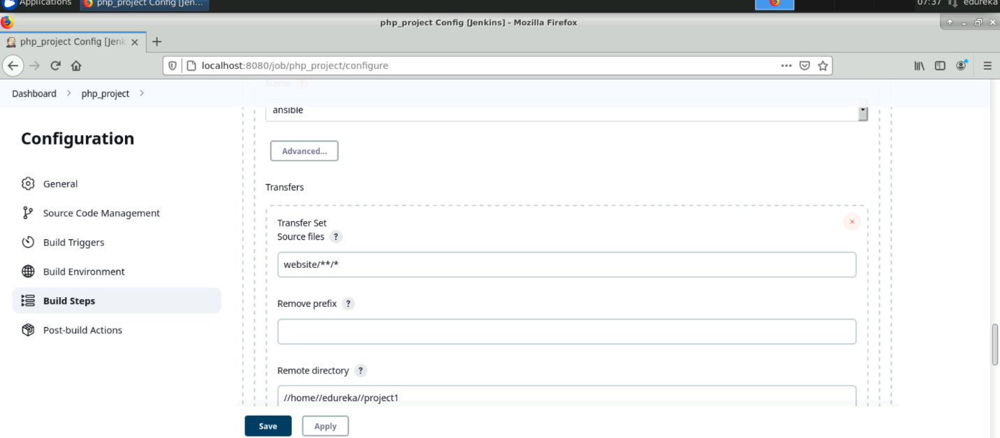 Applications php_project Config [Jen... 07:37 edureka
php_project Config [Jenkins] - Mozilla Firefox
php_project Config [Jenk
localhost:8080/job/php_project/configure
Dashboard php_project
Name ?
ansible
Configuration
Advanced...
General
Transfers
Source Code Management
Transfer Set
Source files ?
Build Triggers
website/**/*
Build Environment
Build Steps
Remove prefix ?
Post-build Actions
Remote directory ?
//home//edureka//project1
Save Apply